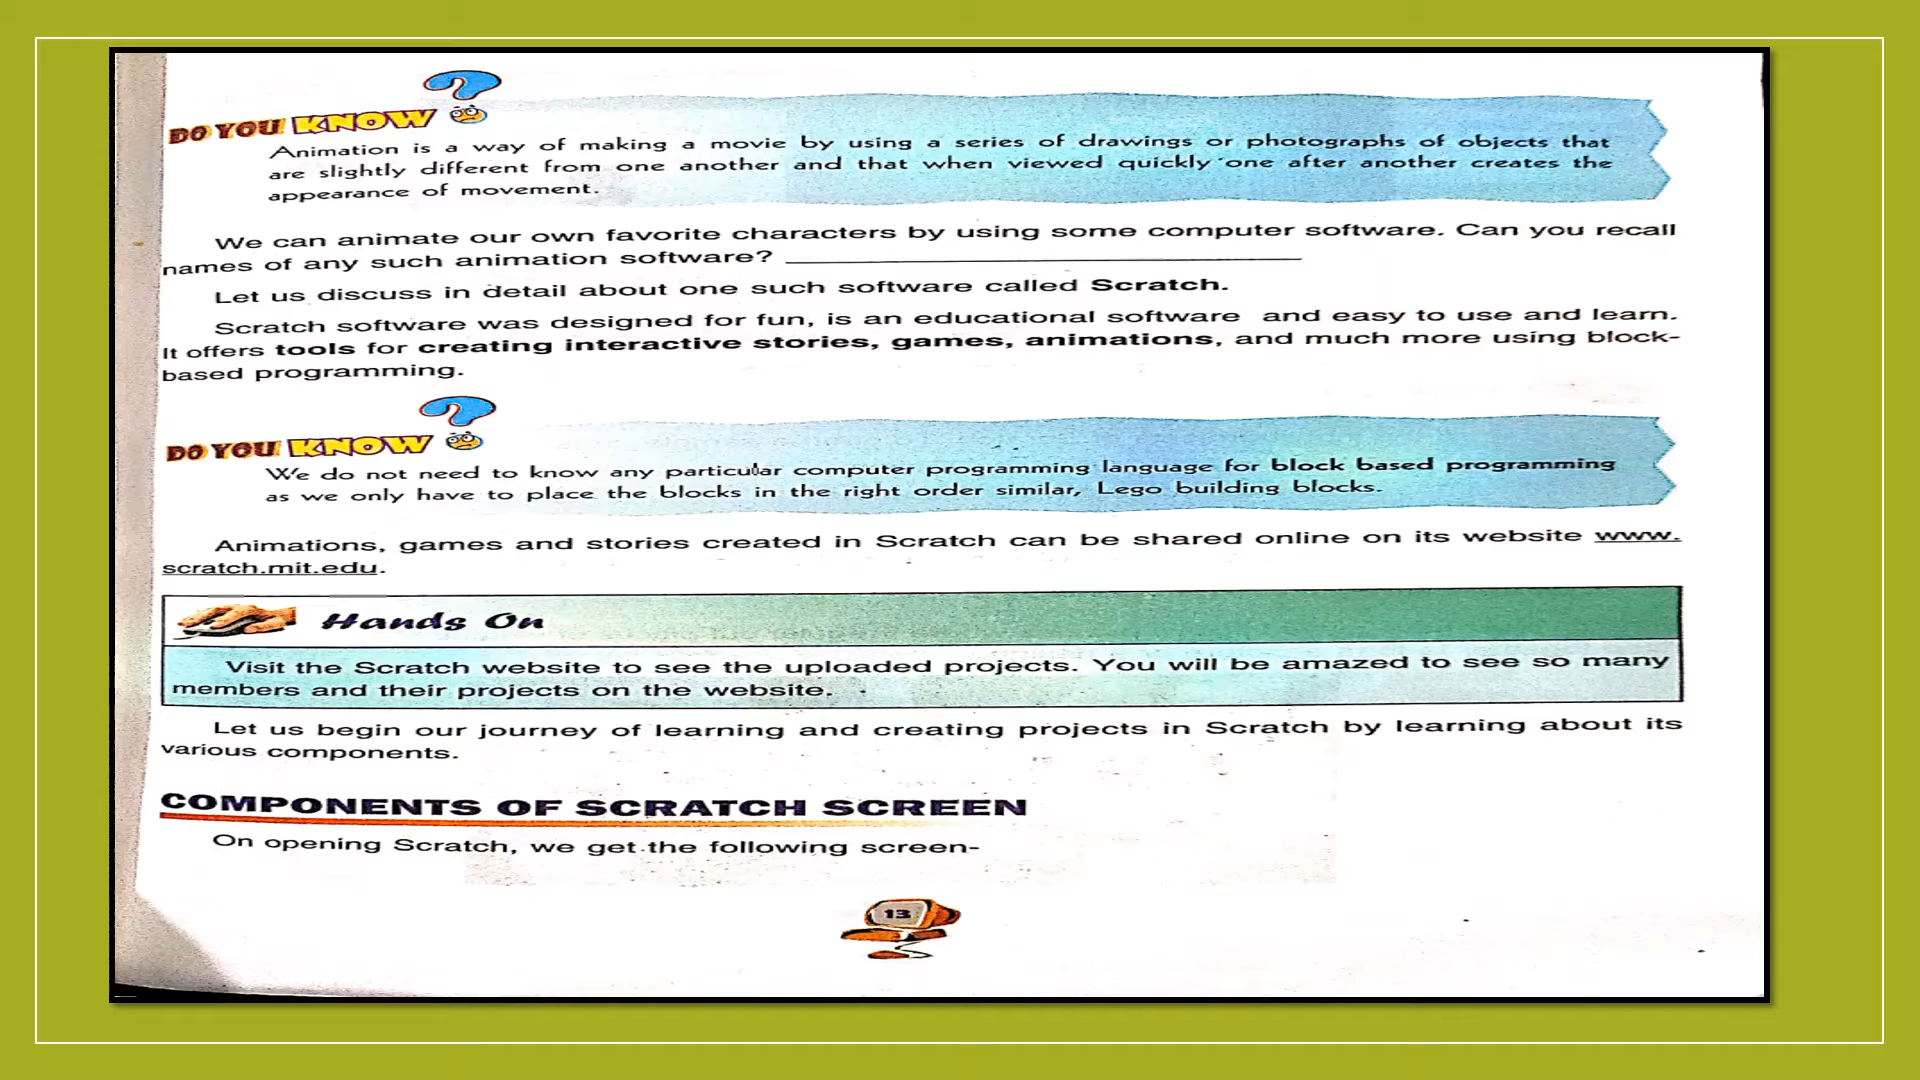 DO YOU KNOW ?
Animation is a way of making a movie by using a series of drawings or photographs of objects that
are slightly different from one another and that when viewed quickly one after another creates the
appearance of movement.
We can animate our own favorite characters by using some computer software. Can you recall
names of any such animation software? ____________________
Let us discuss in detail about one such software called Scratch.
Scratch software was designed for fun, is an educational software and easy to use and learn.
It offers tools for creating interactive stories, games, animations, and much more using block-
based programming.
DO YOU KNOW ?
We do not need to know any particular computer programming language for block based programming
as we only have to place the blocks in the right order similar, Lego building blocks.
Animations, games and stories created in Scratch can be shared online on its website www.
scratch.mit.edu.
Hands On
Visit the Scratch website to see the uploaded projects. You will be amazed to see so many
members and their projects on the website.
Let us begin our journey of learning and creating projects in Scratch by learning about its
various components.
COMPONENTS OF SCRATCH SCREEN
On opening Scratch, we get the following screen-
13